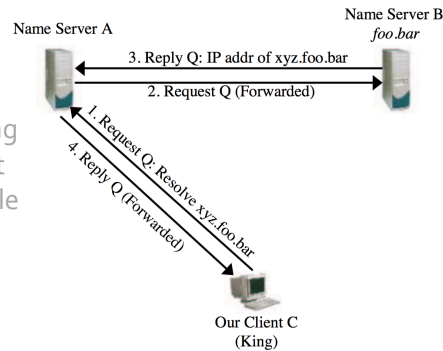 Name Server A
Name Server B
foo.bar
3. Reply Q: IP addr of xyz.foo.bar
2. Request Q (Forwarded)
1. Request Q: Resolve xyz.foo.bar
4. Reply Q (Forwarded)
Our Client C
(King)